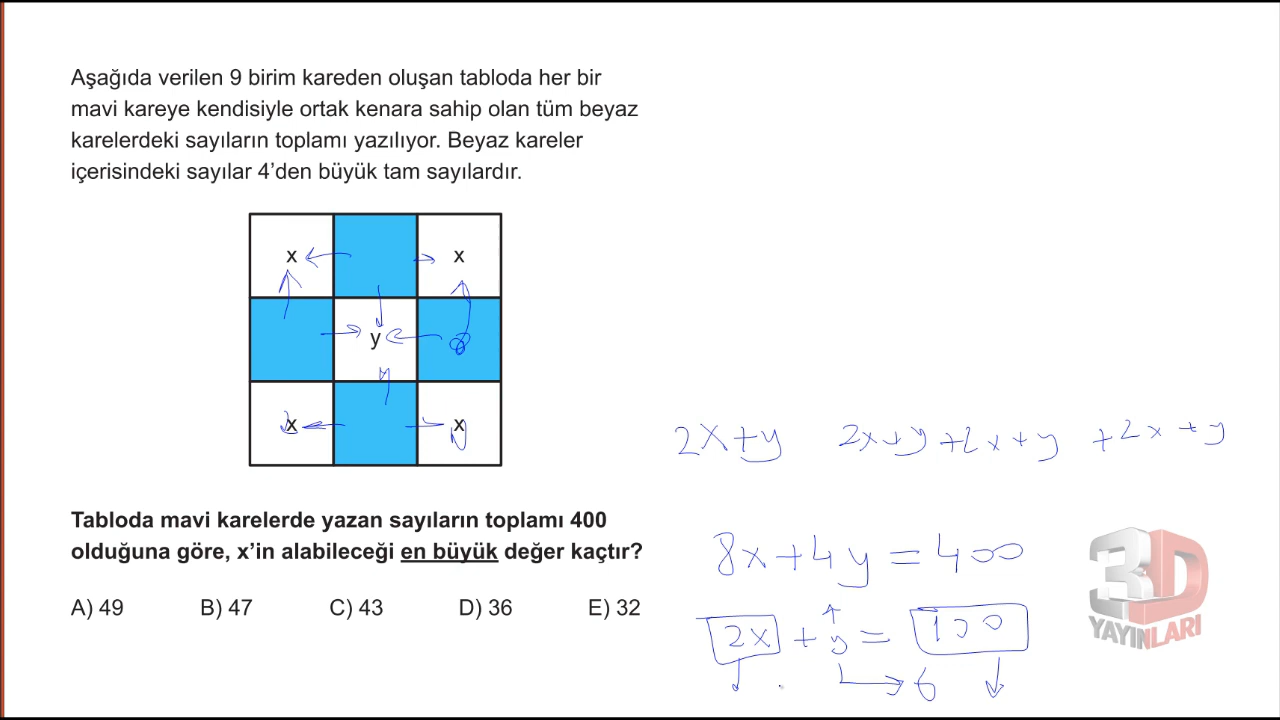 Aşağıda verilen 9 birim kareden oluşan tabloda her bir
mavi kareye kendisiyle ortak kenara sahip olan tüm beyaz
karelerdeki sayıların toplamı yazılıyor. Beyaz kareler
içerisindeki sayılar 4’den büyük tam sayılardır.
x x
y
x x
2x+y 2x+y+2x+y+2x+y
Tabloda mavi karelerde yazan sayıların toplamı 400
olduğuna göre, x’in alabileceği en büyük değer kaçtır?
8x+4y=400
A) 49 B) 47 C) 43 D) 36 E) 32
2x+y=100
6
3D
YAYINLARI